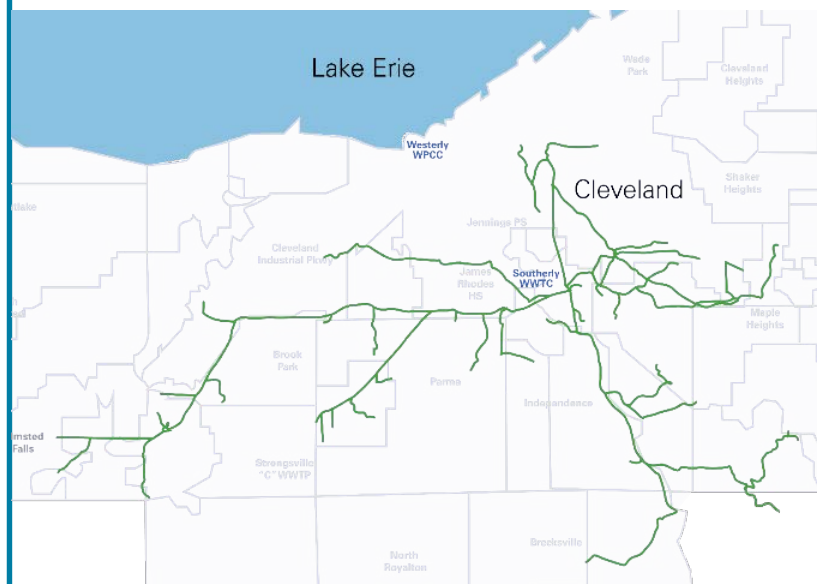 Lake Erie
Wade
Park
Cleveland
Heights
Westerly
WPCC
Shaker
Heights
Cleveland
lake
Jennings PS
Cleveland
Industrial Pkwy
James
Rhodes
HS
Southerly
WWTC
Maple
Heights
Brook
Park
Parma
Independence
msted
Falls
Strongsville
"C" WWTP
Brecksville
North
Royalton